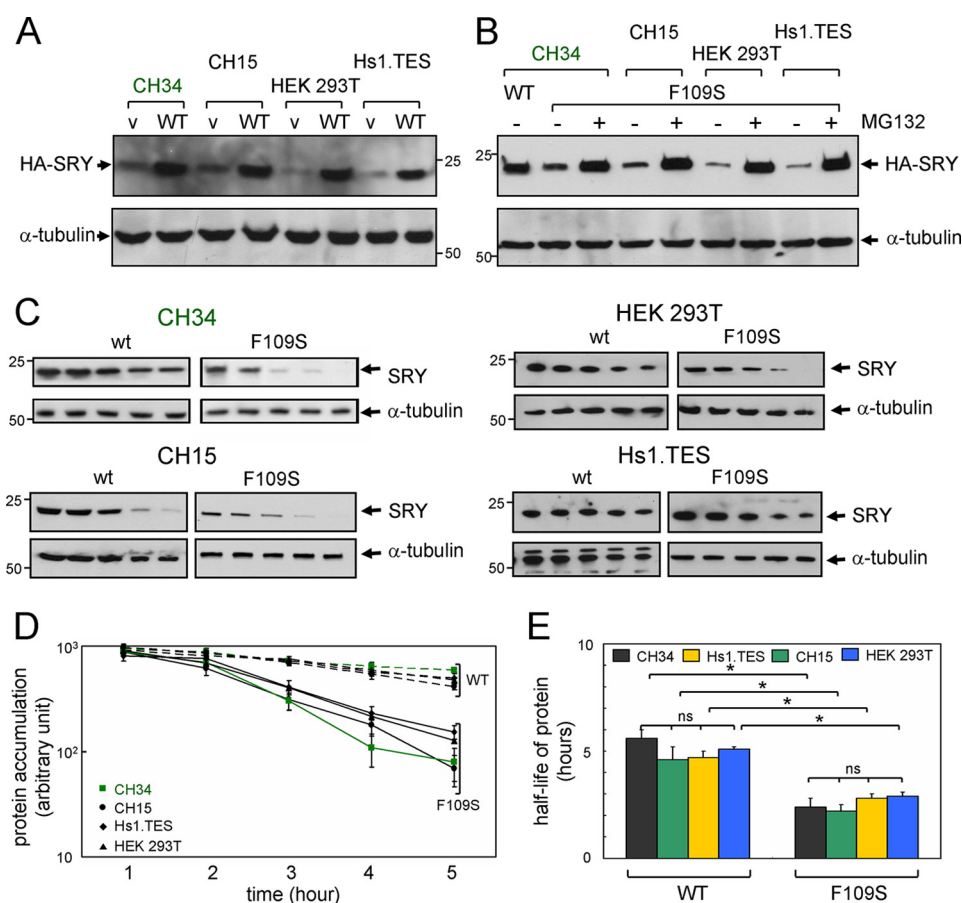 A
CH15 Hs1.TES
CH34 HEK 293T
v WT v WT v WT v WT
HA-SRY 25
α-tubulin 50
B
CH15 Hs1.TES
CH34 HEK 293T
WT F109S
- - + - + - + - + MG132
25 HA-SRY
50 α-tubulin
C
CH34
wt F109S
25 SRY
50 α-tubulin
HEK 293T
wt F109S
25 SRY
50 α-tubulin
CH15
wt F109S
25 SRY
50 α-tubulin
Hs1.TES
wt F109S
25 SRY
50 α-tubulin
D
protein accumulation
(arbitrary unit)
10³
10²
10
WT
F109S
CH34
CH15
Hs1.TES
HEK 293T
1 2 3 4 5
time (hour)
E
half-life of protein
(hours)
10
5
0
CH34 Hs1.TES CH15 HEK 293T
*
*
*
*
ns
ns
WT F109S